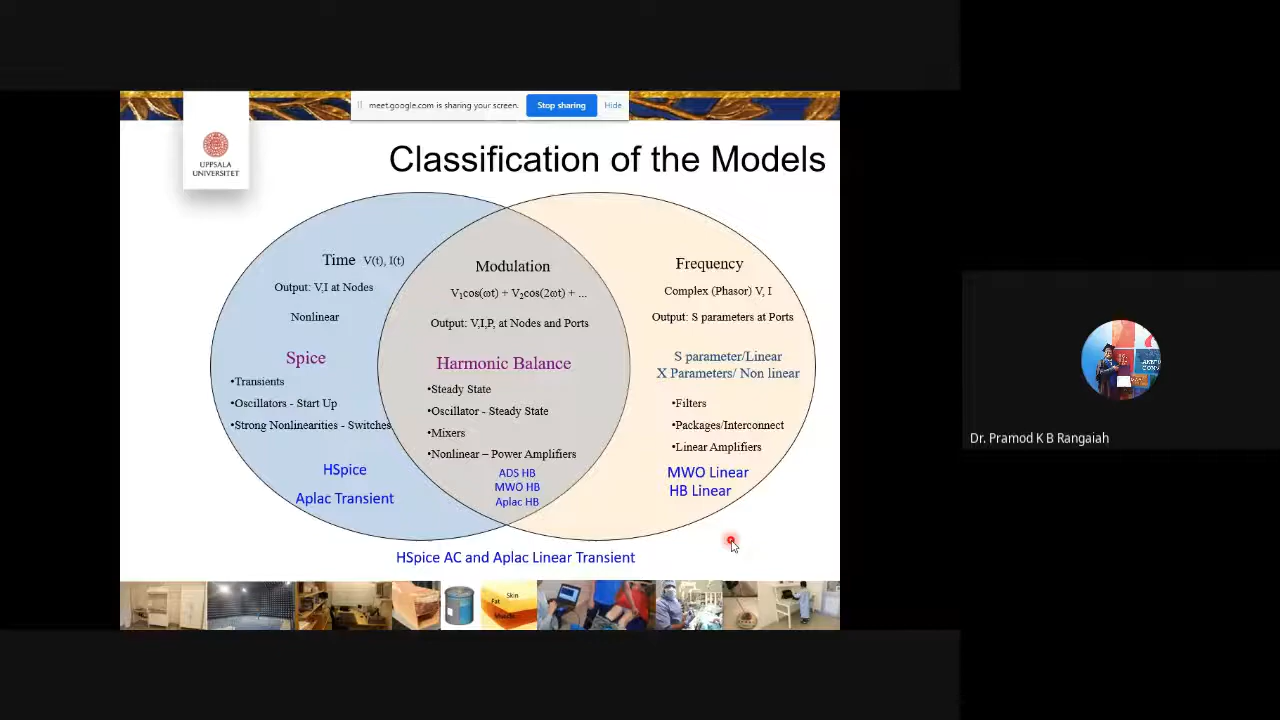 meet.google.com is sharing your screen. Stop sharing Hide
UPPSALA
UNIVERSITET
Classification of the Models
Time V(t), I(t)
Output: V,I at Nodes
Nonlinear
Spice
•Transients
•Oscillators - Start Up
•Strong Nonlinearities - Switches
HSpice
Aplac Transient
Modulation
V₁cos(ωt) + V₂cos(2ωt) + ...
Output: V,I,P, at Nodes and Ports
Harmonic Balance
•Steady State
•Oscillator - Steady State
•Mixers
•Nonlinear – Power Amplifiers
ADS HB
MWO HB
Aplac HB
Frequency
Complex (Phasor) V, I
Output: S parameters at Ports
S parameter/Linear
X Parameters/ Non linear
•Filters
•Packages/Interconnect
•Linear Amplifiers
MWO Linear
HB Linear
HSpice AC and Aplac Linear Transient
Skin
Fat
Muscle
Dr. Pramod K B Rangaiah